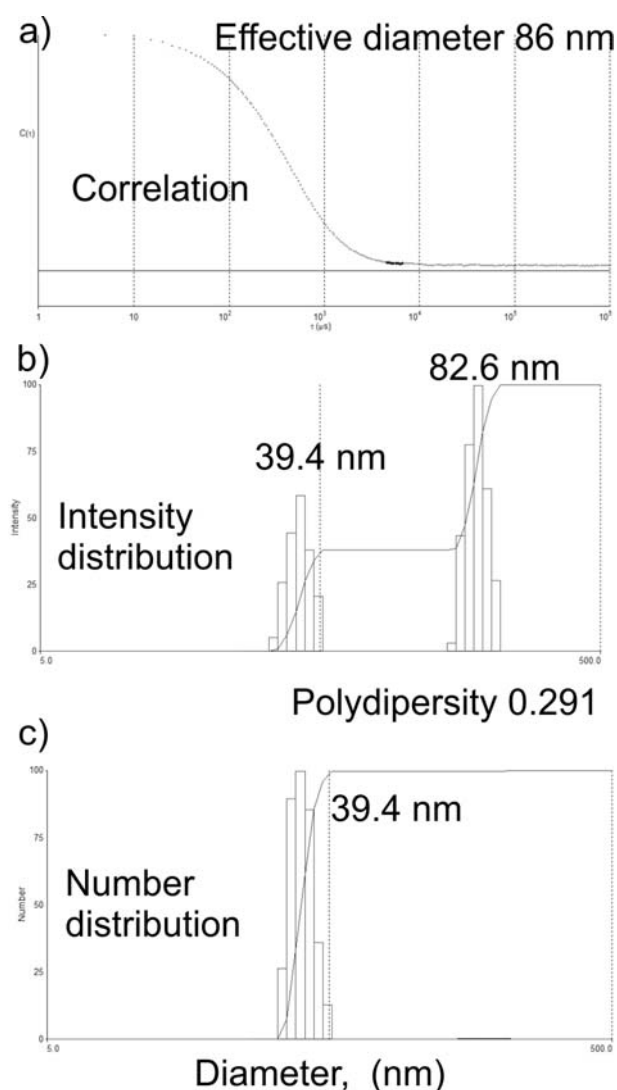 a)
Effective diameter 86 nm
C(τ)
Correlation
1
10
10²
10³
10⁴
10⁵
10⁶
τ (μs)
b)
82.6 nm
100
75
50
25
0
Intensity
39.4 nm
Intensity
distribution
5.0
500.0
Polydipersity 0.291
c)
100
75
50
25
0
Number
39.4 nm
Number
distribution
5.0
500.0
Diameter, (nm)